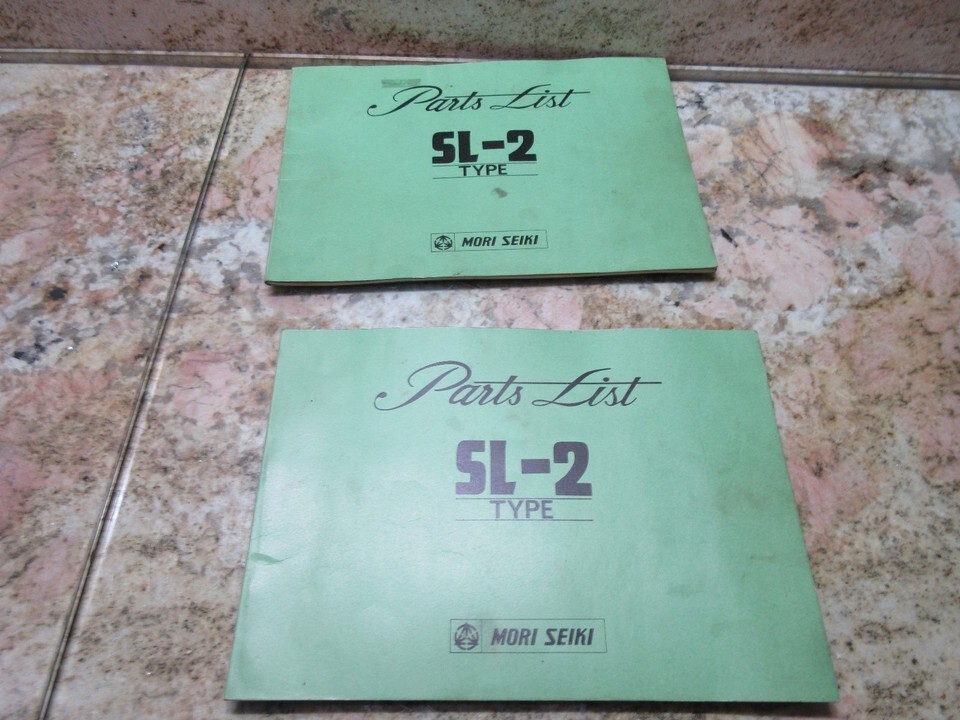 Parts List
SL-2
TYPE
MORI SEIKI
Parts List
SL-2
TYPE
MORI SEIKI